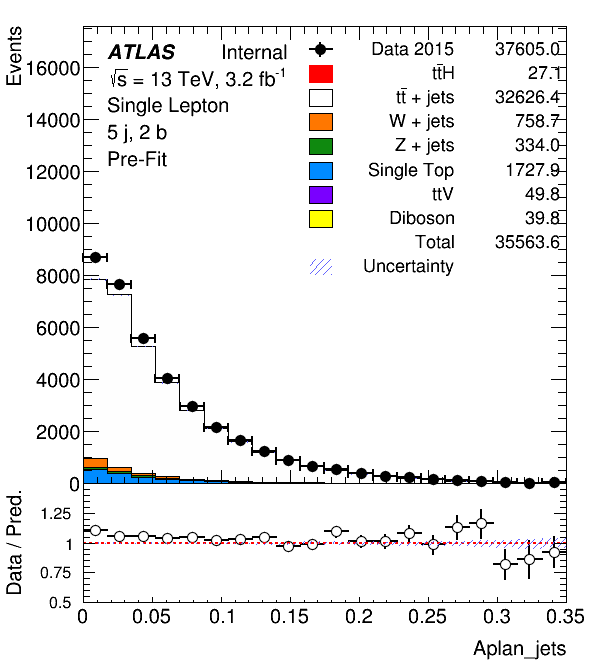 Events
ATLAS Internal
√s = 13 TeV, 3.2 fb⁻¹
Single Lepton
5 j, 2 b
Pre-Fit
Data 2015 37605.0
tt̄H 27.1
tt̄ + jets 32626.4
W + jets 758.7
Z + jets 334.0
Single Top 1727.9
ttV 49.8
Diboson 39.8
Total 35563.6
Uncertainty
16000
14000
12000
10000
8000
6000
4000
2000
0
Data / Pred.
1.25
1
0.75
0.5
0 0.05 0.1 0.15 0.2 0.25 0.3 0.35
Aplan_jets